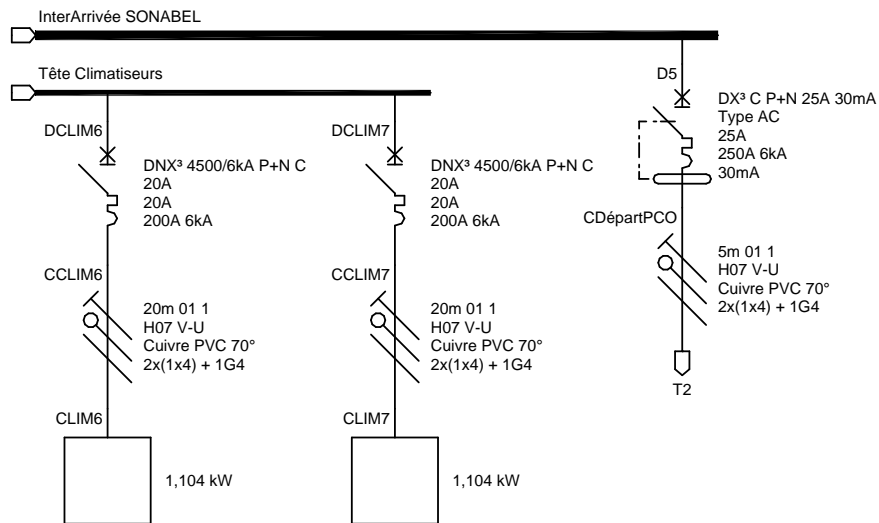 InterArrivée SONABEL
Tête Climatiseurs
D5
DX³ C P+N 25A 30mA
Type AC
25A
250A 6kA
30mA
DCLIM6
DNX³ 4500/6kA P+N C
20A
20A
200A 6kA
DCLIM7
DNX³ 4500/6kA P+N C
20A
20A
200A 6kA
CDépartPCO
5m 01 1
H07 V-U
Cuivre PVC 70°
2x(1x4) + 1G4
CCLIM6
20m 01 1
H07 V-U
Cuivre PVC 70°
2x(1x4) + 1G4
CCLIM7
20m 01 1
H07 V-U
Cuivre PVC 70°
2x(1x4) + 1G4
T2
CLIM6
1,104 kW
CLIM7
1,104 kW